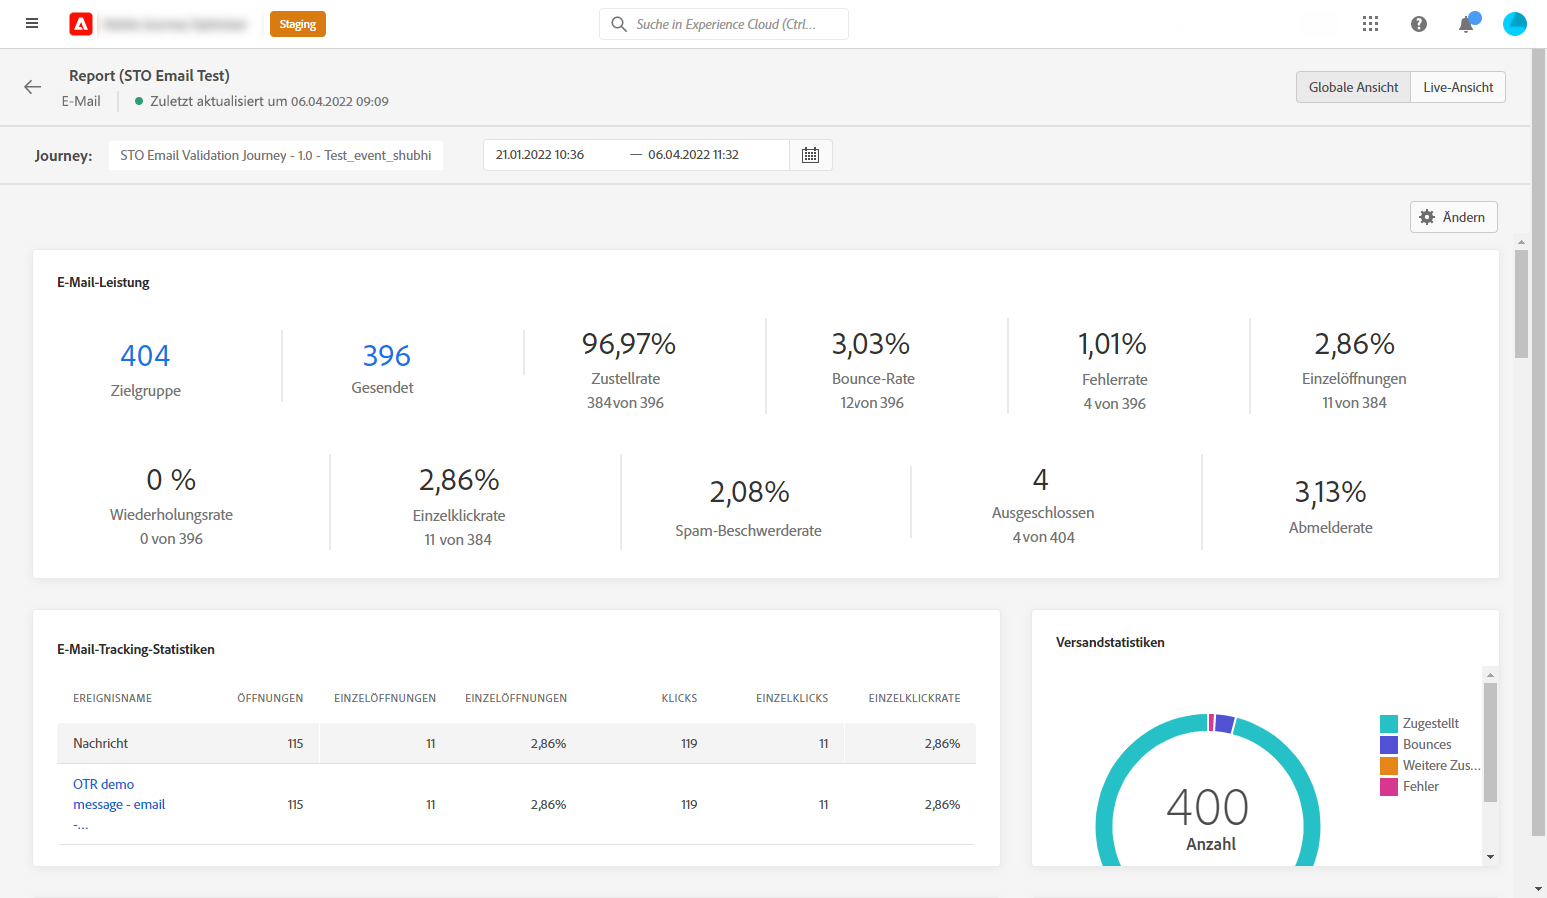 Staging
Suche in Experience Cloud (Ctrl...
Report (STO Email Test)
E-Mail
Zuletzt aktualisiert um 06.04.2022 09:09
Globale Ansicht
Live-Ansicht
Journey:
STO Email Validation Journey - 1.0 - Test_event_shubhi
21.01.2022 10:36 — 06.04.2022 11:32
Ändern
E-Mail-Leistung
404
Zielgruppe
396
Gesendet
96,97%
Zustellrate
384 von 396
3,03%
Bounce-Rate
12von 396
1,01%
Fehlerrate
4 von 396
2,86%
Einzelöffnungen
11 von 384
0 %
Wiederholungsrate
0 von 396
2,86%
Einzelklickrate
11 von 384
2,08%
Spam-Beschwerderate
4
Ausgeschlossen
4 von 404
3,13%
Abmelderate
E-Mail-Tracking-Statistiken
EREIGNISNAME ÖFFNUNGEN EINZELÖFFNUNGEN EINZELÖFFNUNGEN KLICKS EINZELKLICKS EINZELKLICKRATE
Nachricht 115 11 2,86% 119 11 2,86%
OTR demo
message - email 115 11 2,86% 119 11 2,86%
-...
Versandstatistiken
400
Anzahl
Zugestellt
Bounces
Weitere Zus...
Fehler